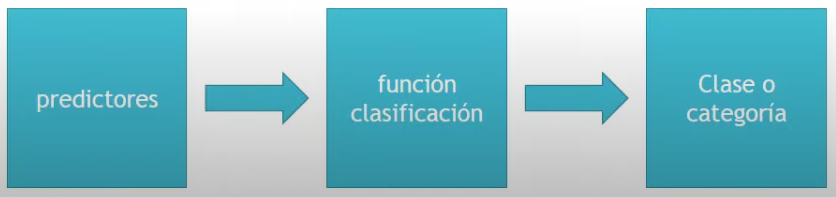 predictores
función
clasificación
Clase o
categoría